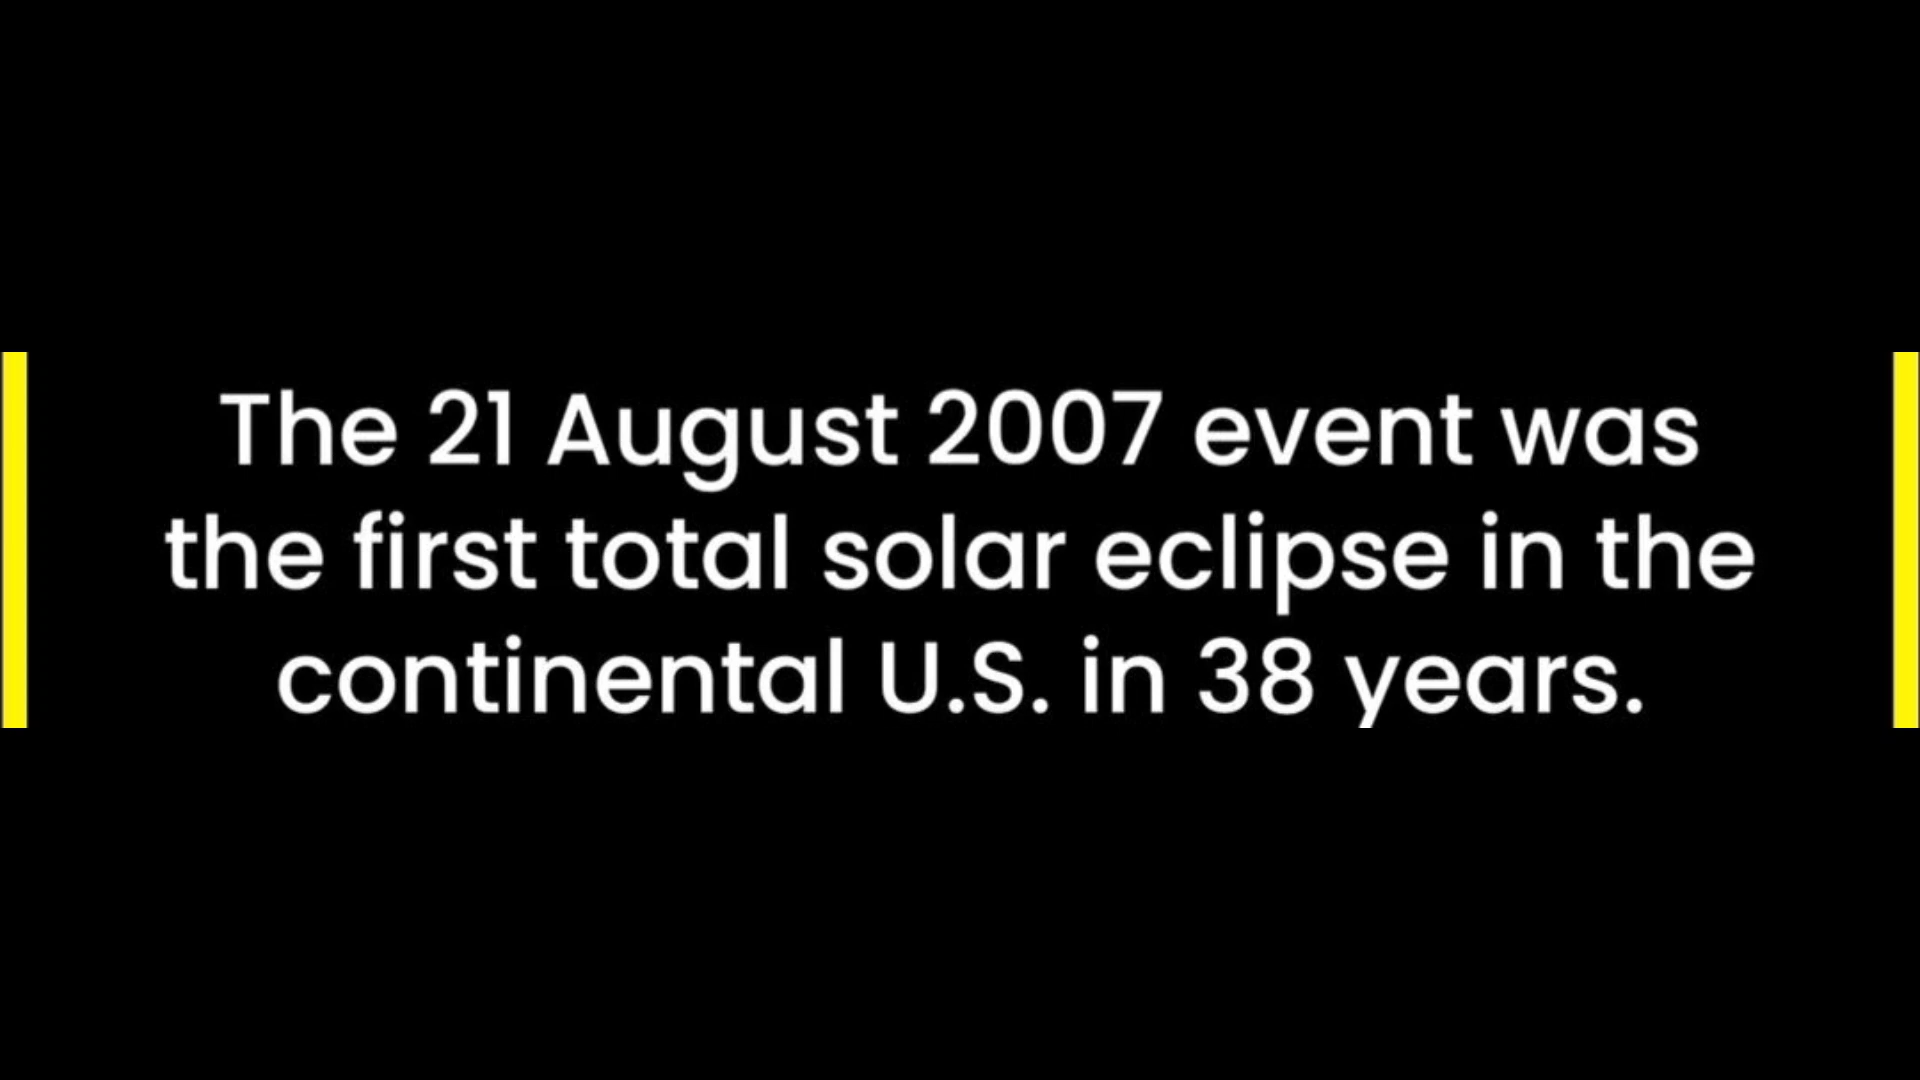 The 21 August 2007 event was
the first total solar eclipse in the
continental U.S. in 38 years.